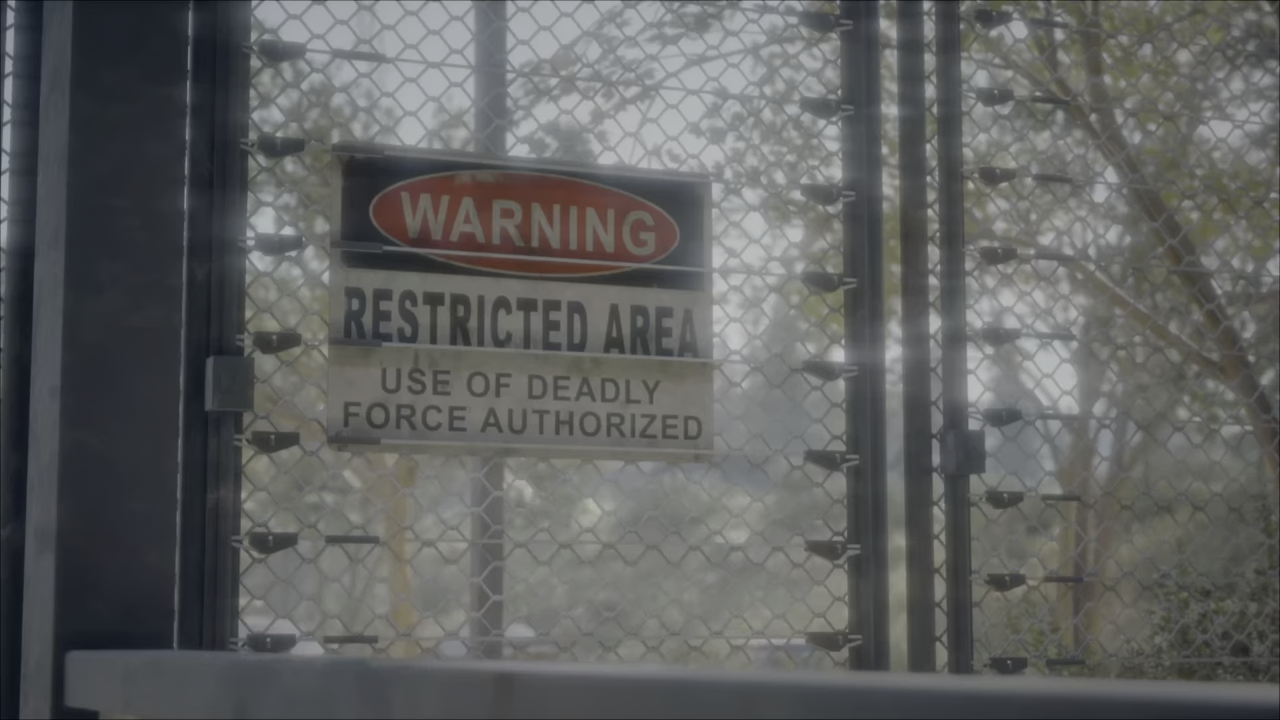 WARNING
RESTRICTED AREA
USE OF DEADLY
FORCE AUTHORIZED